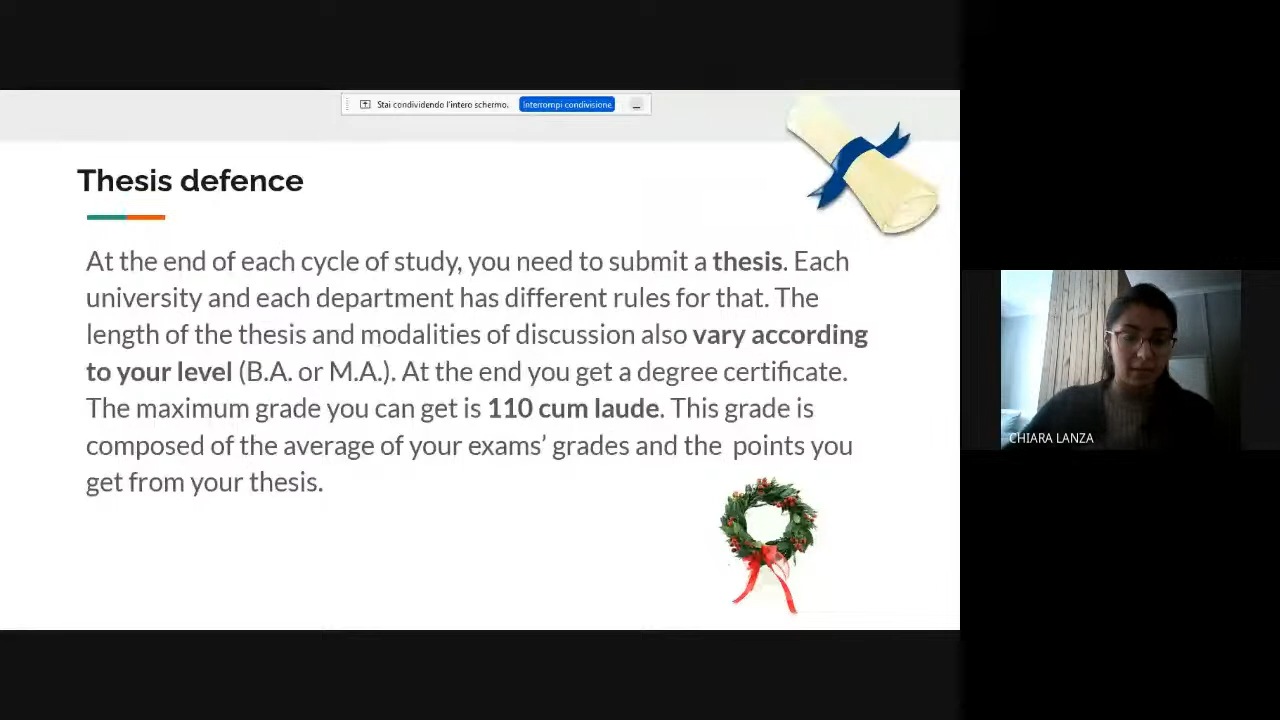 Stai condividendo l'intero schermo.
Interrompi condivisione
Thesis defence
At the end of each cycle of study, you need to submit a thesis. Each
university and each department has different rules for that. The
length of the thesis and modalities of discussion also vary according
to your level (B.A. or M.A.). At the end you get a degree certificate.
The maximum grade you can get is 110 cum laude. This grade is
composed of the average of your exams’ grades and the  points you
get from your thesis.
CHIARA LANZA